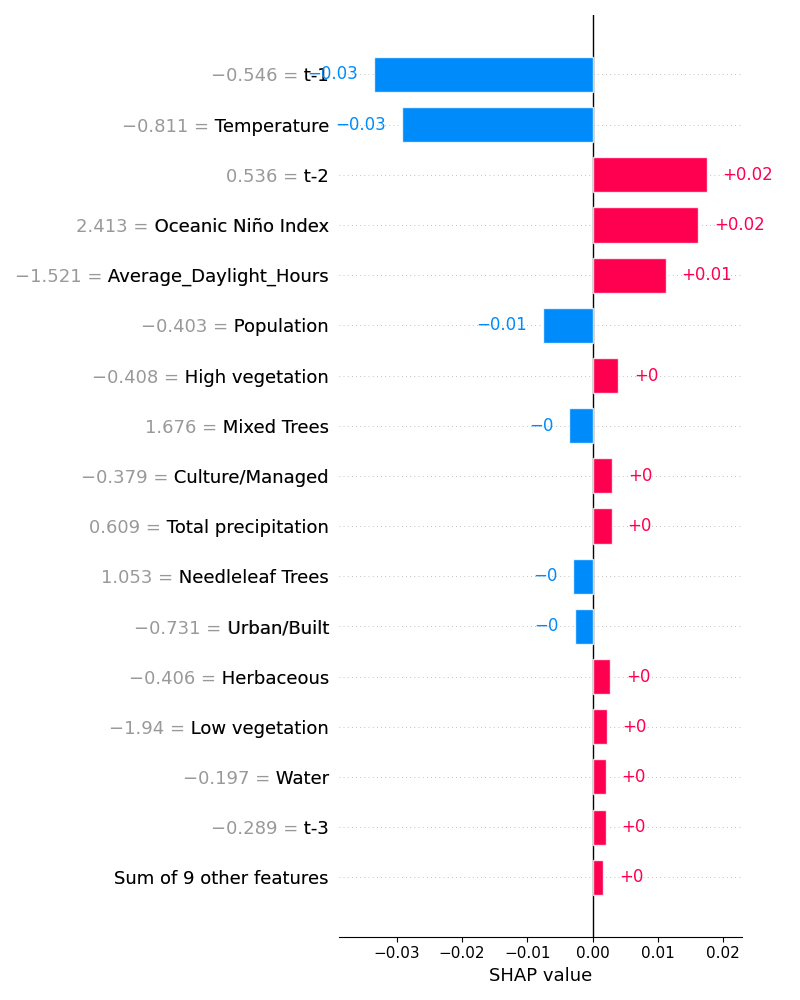 −0.546 = t-1 −0.03
−0.811 = Temperature −0.03
0.536 = t-2 +0.02
2.413 = Oceanic Niño Index +0.02
−1.521 = Average_Daylight_Hours +0.01
−0.403 = Population −0.01
−0.408 = High vegetation +0
1.676 = Mixed Trees −0
−0.379 = Culture/Managed +0
0.609 = Total precipitation +0
1.053 = Needleleaf Trees −0
−0.731 = Urban/Built −0
−0.406 = Herbaceous +0
−1.94 = Low vegetation +0
−0.197 = Water +0
−0.289 = t-3 +0
Sum of 9 other features +0
−0.03 −0.02 −0.01 0.00 0.01 0.02
SHAP value